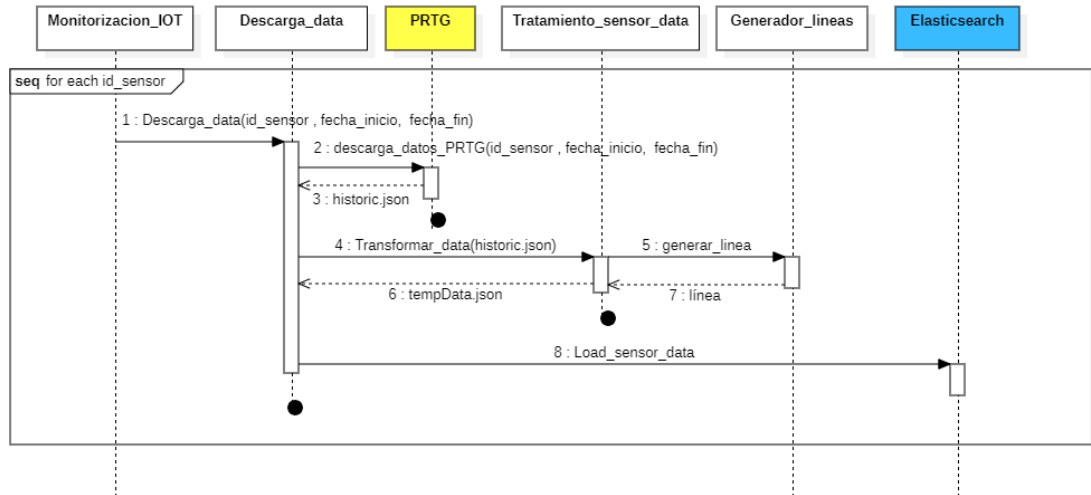 Monitorizacion_IOT
Descarga_data
PRTG
Tratamiento_sensor_data
Generador_lineas
Elasticsearch
seq for each id_sensor
1 : Descarga_data(id_sensor , fecha_inicio, fecha_fin)
2 : descarga_datos_PRTG(id_sensor , fecha_inicio, fecha_fin)
3 : historic.json
4 : Transformar_data(historic.json)
5 : generar_linea
6 : tempData.json
7 : línea
8 : Load_sensor_data